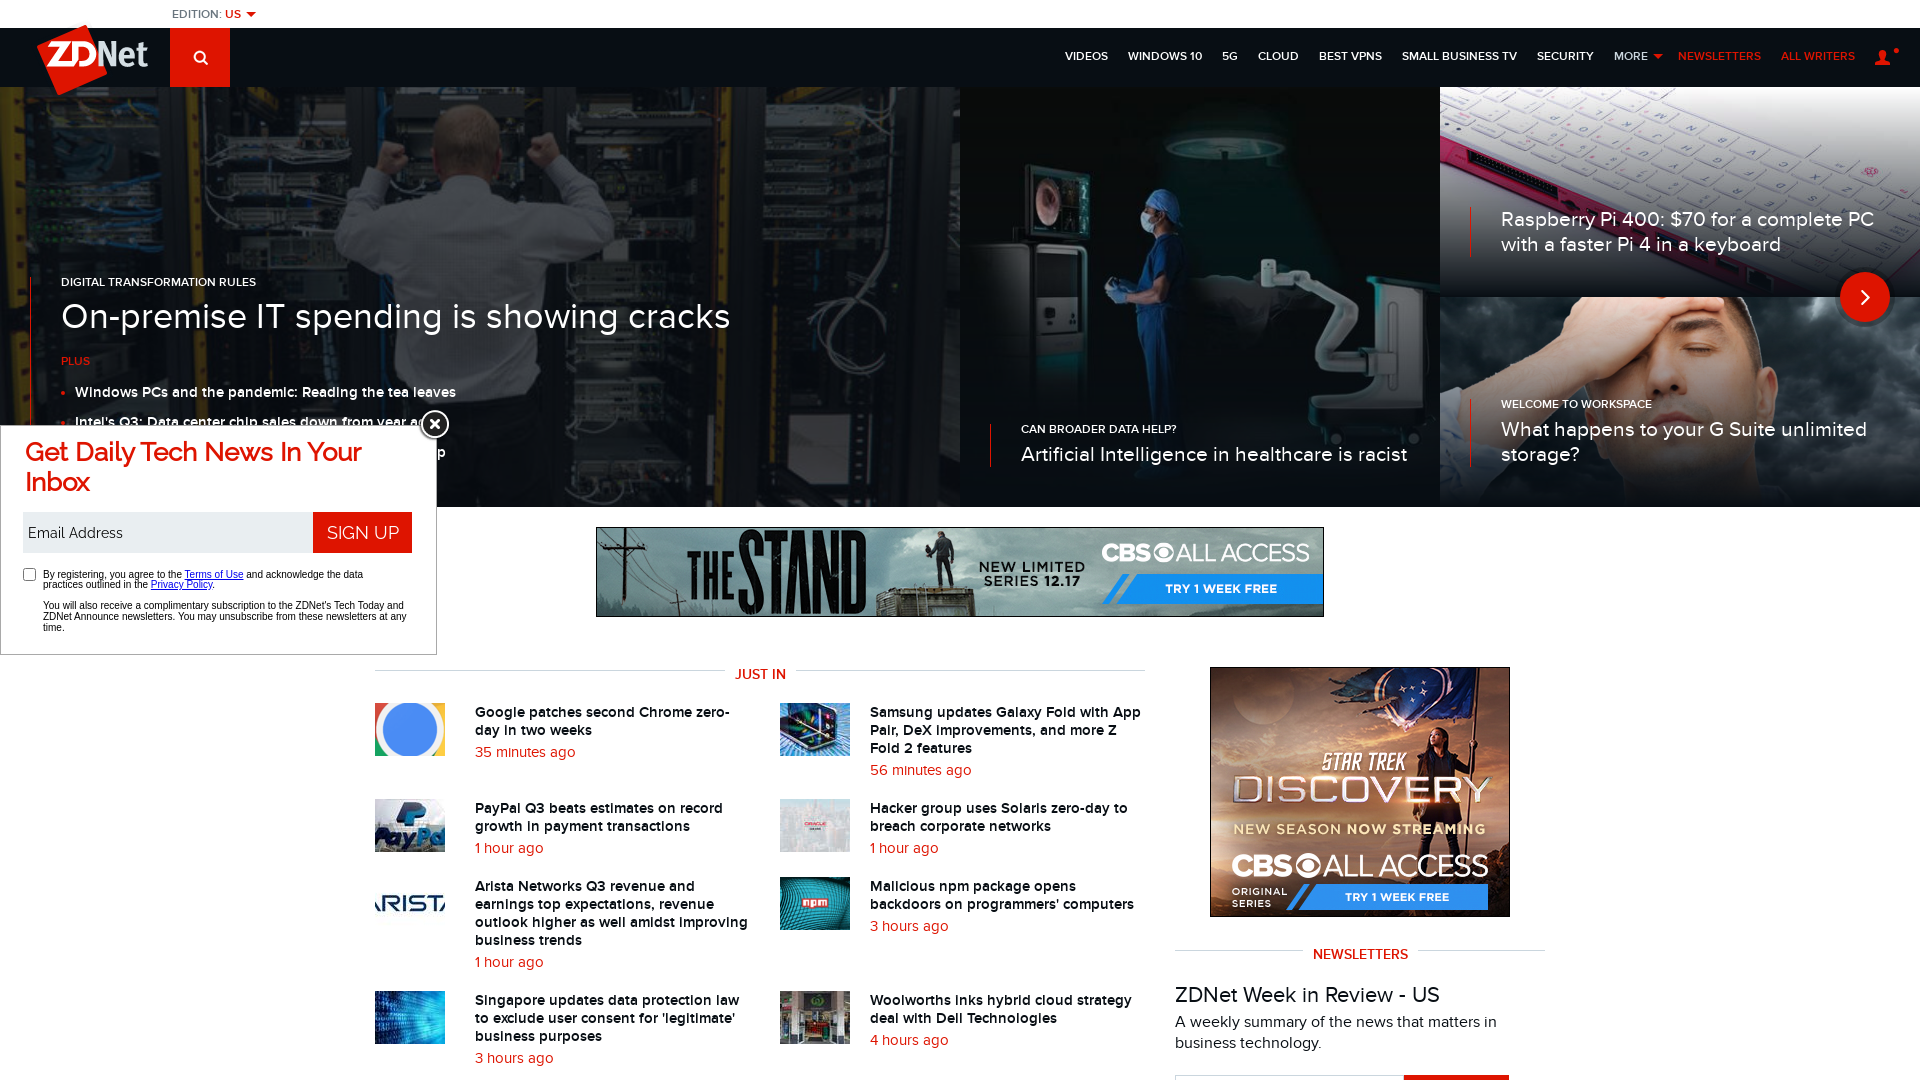 EDITION: US
ZDNet
VIDEOS WINDOWS 10 5G CLOUD BEST VPNS SMALL BUSINESS TV SECURITY MORE NEWSLETTERS ALL WRITERS
DIGITAL TRANSFORMATION RULES
On-premise IT spending is showing cracks
PLUS
Windows PCs and the pandemic: Reading the tea leaves
Intel's Q3: Data center chip sales down from year
p
CAN BROADER DATA HELP?
Artificial Intelligence in healthcare is racist
Raspberry Pi 400: $70 for a complete PC
with a faster Pi 4 in a keyboard
WELCOME TO WORKSPACE
What happens to your G Suite unlimited
storage?
Get Daily Tech News In Your
Inbox
Email Address
SIGN UP
By registering, you agree to the Terms of Use and acknowledge the data
practices outlined in the Privacy Policy.
You will also receive a complimentary subscription to the ZDNet's Tech Today and
ZDNet Announce newsletters. You may unsubscribe from these newsletters at any
time.
THE STAND
NEW LIMITED
SERIES 12.17
CBS ALL ACCESS
TRY 1 WEEK FREE
JUST IN
Google patches second Chrome zero-
day in two weeks
35 minutes ago
Samsung updates Galaxy Fold with App
Pair, DeX improvements, and more Z
Fold 2 features
56 minutes ago
PayPal
PayPal Q3 beats estimates on record
growth in payment transactions
1 hour ago
ORACLE
Hacker group uses Solaris zero-day to
breach corporate networks
1 hour ago
ARISTA
Arista Networks Q3 revenue and
earnings top expectations, revenue
outlook higher as well amidst improving
business trends
1 hour ago
npm
Malicious npm package opens
backdoors on programmers' computers
3 hours ago
Singapore updates data protection law
to exclude user consent for 'legitimate'
business purposes
3 hours ago
Woolworths inks hybrid cloud strategy
deal with Dell Technologies
4 hours ago
STAR TREK
DISCOVERY
NEW SEASON NOW STREAMING
CBS ALL ACCESS
ORIGINAL
SERIES
TRY 1 WEEK FREE
NEWSLETTERS
ZDNet Week in Review - US
A weekly summary of the news that matters in
business technology.